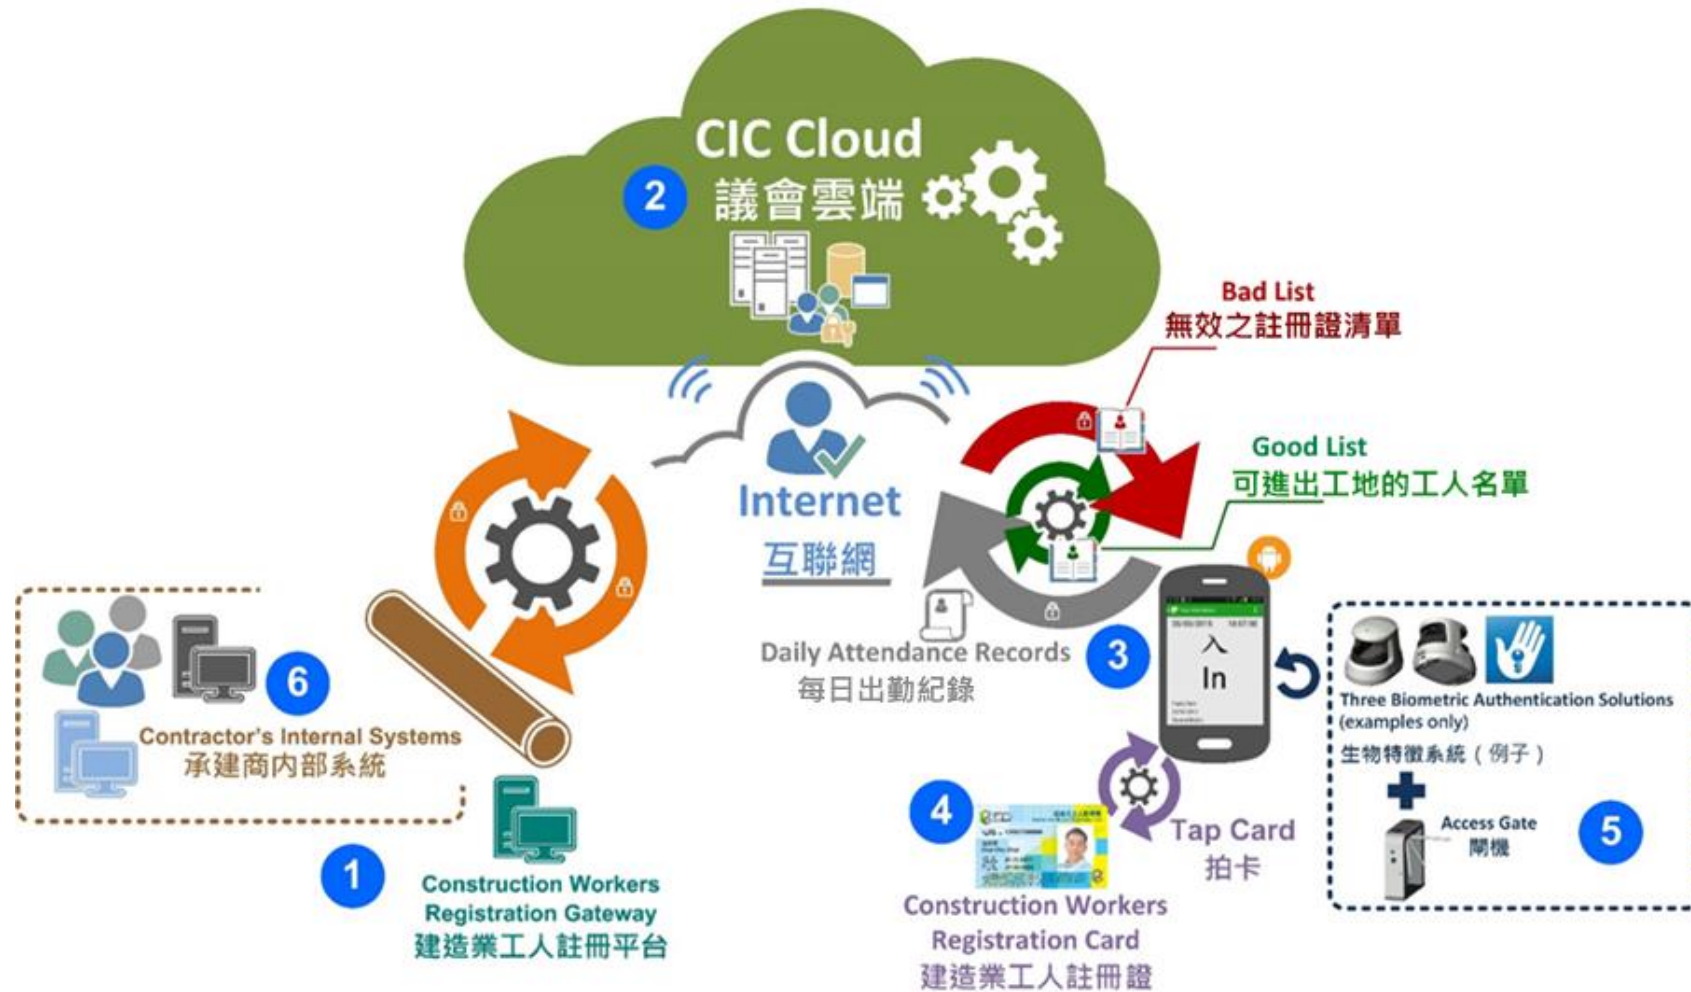 CIC Cloud
2
議會雲端
Bad List
無效之註冊證清單
Good List
可進出工地的工人名單
Internet
互聯網
Daily Attendance Records
每日出勤紀錄
3
入
In
Three Biometric Authentication Solutions
(examples only)
生物特徵系統（例子）
Access Gate
閘機
5
6
Contractor's Internal Systems
承建商內部系統
1
Construction Workers
Registration Gateway
建造業工人註冊平台
4
Tap Card
拍卡
Construction Workers
Registration Card
建造業工人註冊證